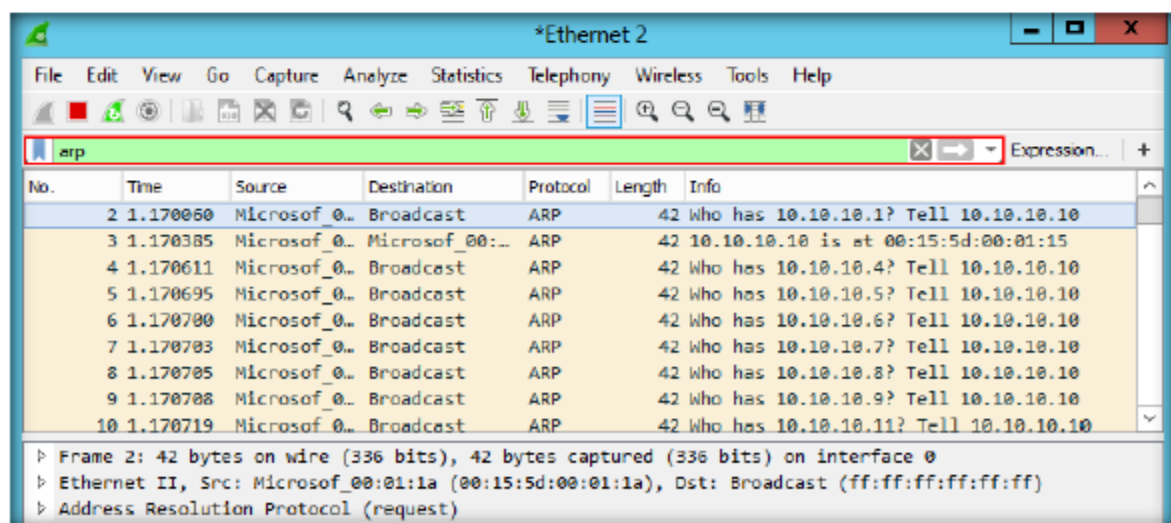 *Ethernet 2
File Edit View Go Capture Analyze Statistics Telephony Wireless Tools Help
arp Expression... +
No. Time Source Destination Protocol Length Info
2 1.170060 Microsof_0… Broadcast ARP 42 Who has 10.10.10.1? Tell 10.10.10.10
3 1.170385 Microsof_0… Microsof_00:… ARP 42 10.10.10.10 is at 00:15:5d:00:01:15
4 1.170611 Microsof_0… Broadcast ARP 42 Who has 10.10.10.4? Tell 10.10.10.10
5 1.170695 Microsof_0… Broadcast ARP 42 Who has 10.10.10.5? Tell 10.10.10.10
6 1.170700 Microsof_0… Broadcast ARP 42 Who has 10.10.10.6? Tell 10.10.10.10
7 1.170703 Microsof_0… Broadcast ARP 42 Who has 10.10.10.7? Tell 10.10.10.10
8 1.170705 Microsof_0… Broadcast ARP 42 Who has 10.10.10.8? Tell 10.10.10.10
9 1.170708 Microsof_0… Broadcast ARP 42 Who has 10.10.10.9? Tell 10.10.10.10
10 1.170719 Microsof_0… Broadcast ARP 42 Who has 10.10.10.11? Tell 10.10.10.10
Frame 2: 42 bytes on wire (336 bits), 42 bytes captured (336 bits) on interface 0
Ethernet II, Src: Microsof_00:01:1a (00:15:5d:00:01:1a), Dst: Broadcast (ff:ff:ff:ff:ff:ff)
Address Resolution Protocol (request)